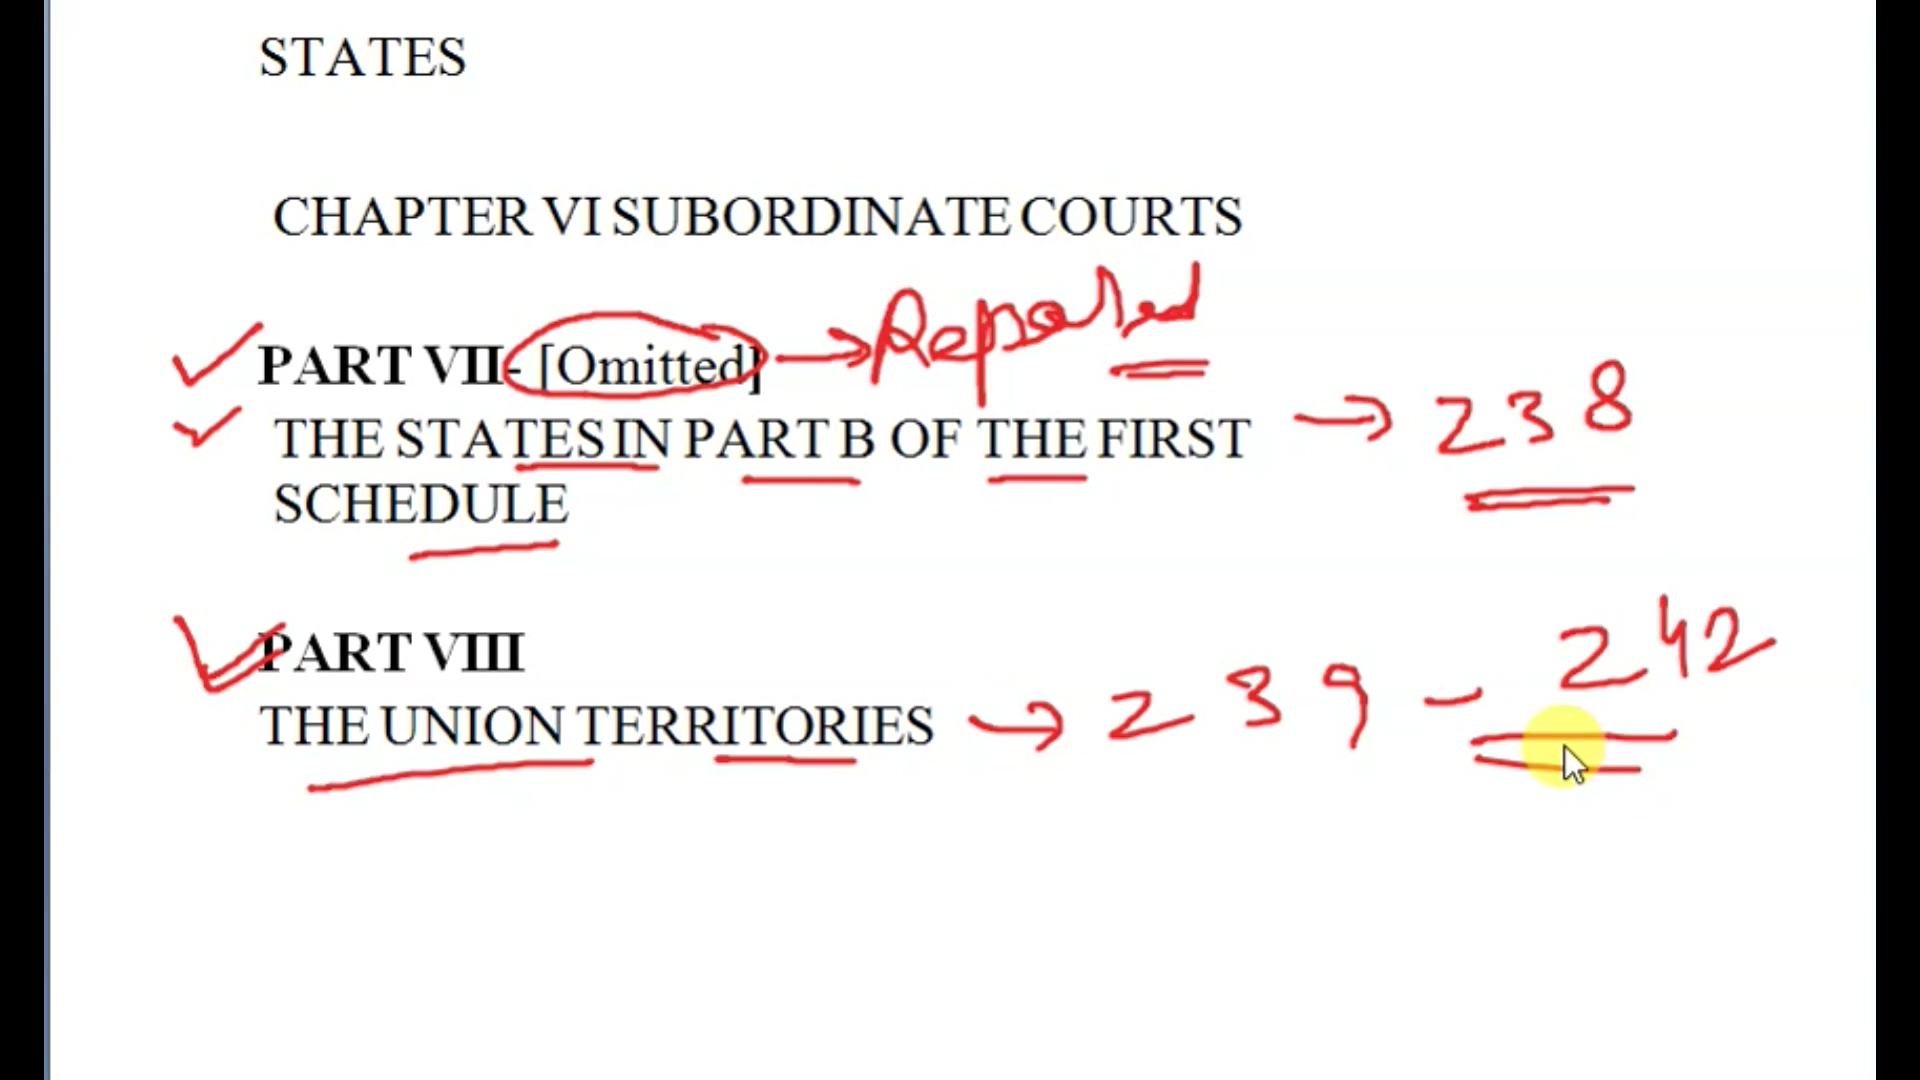 STATES
CHAPTER VI SUBORDINATE COURTS
PART VII- [Omitted] →
THE STATES IN PART B OF THE FIRST → 238
SCHEDULE
PART VIII
THE UNION TERRITORIES → 239 - 242